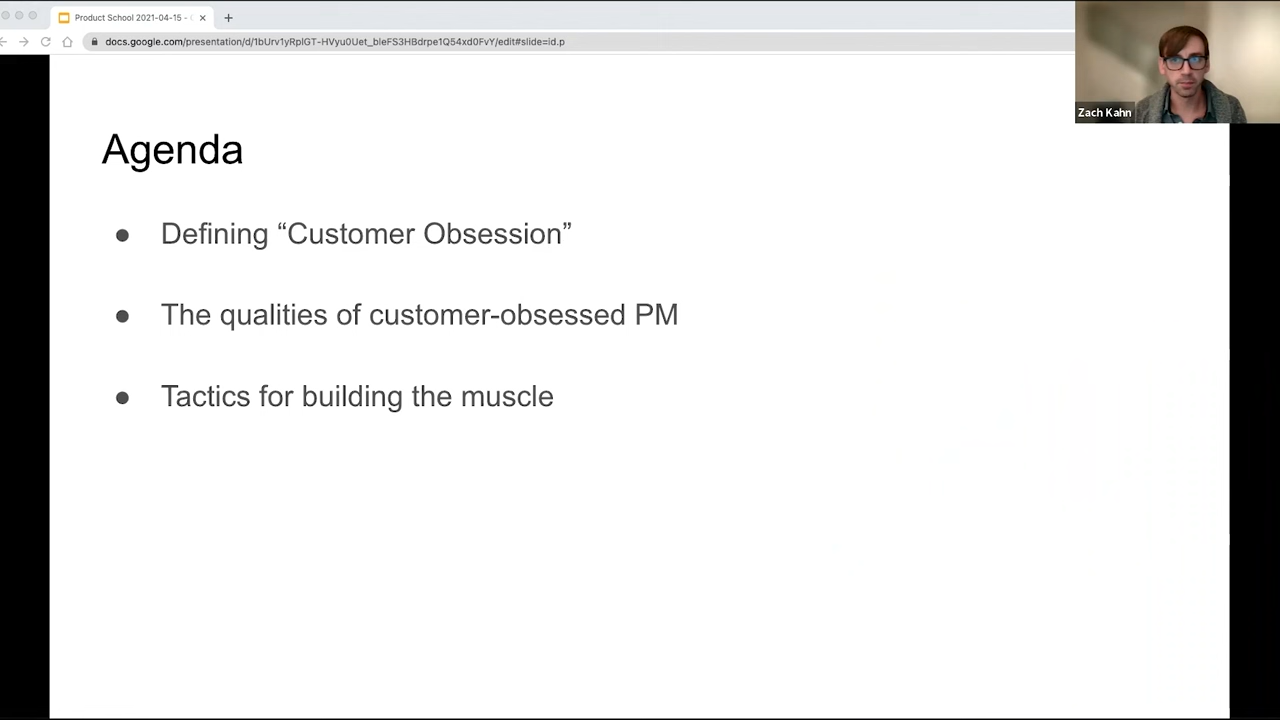 Product School 2021-04-15 -
docs.google.com/presentation/d/1bUrv1yRplGT-HVyu0Uet_bleFS3HBdrpe1Q54xd0FvY/edit#slide=id.p
Zach Kahn
Agenda
● Defining “Customer Obsession”
● The qualities of customer-obsessed PM
● Tactics for building the muscle